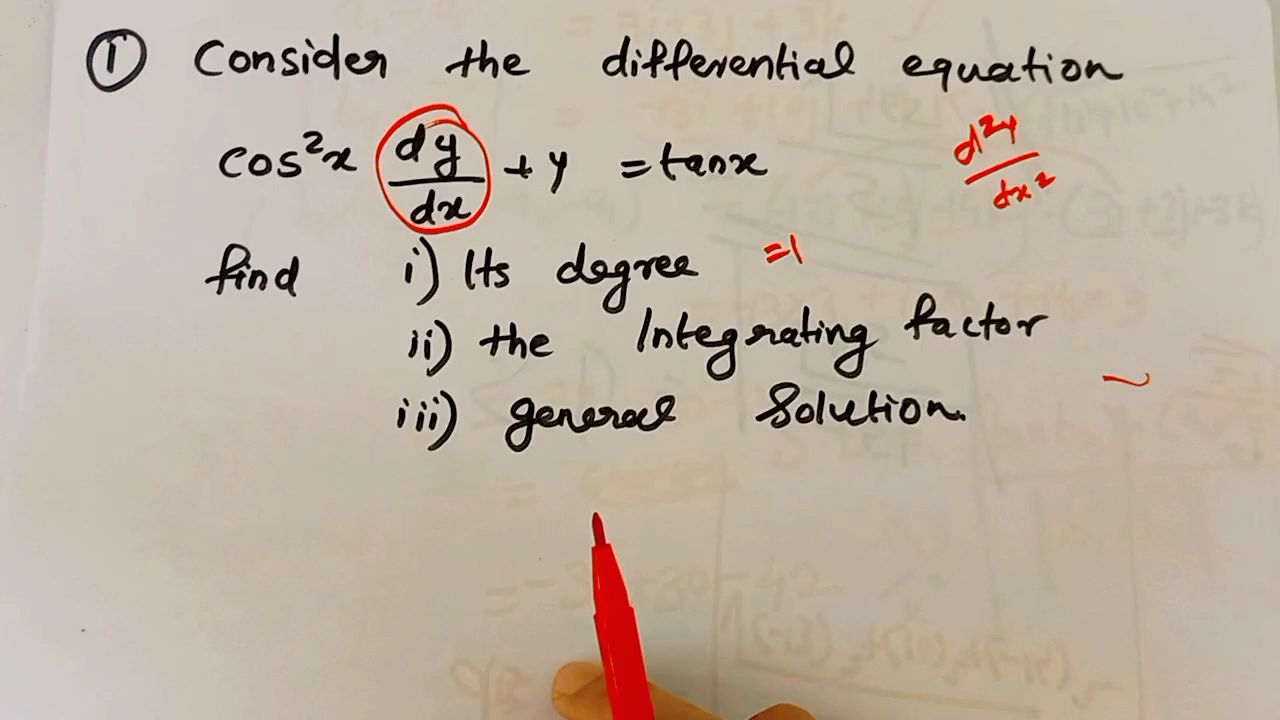 ① Consider the differential equation
cos²x dy/dx + y = tanx
d²y/dx²
find i) Its degree =1
ii) the Integrating factor
iii) general Solution.